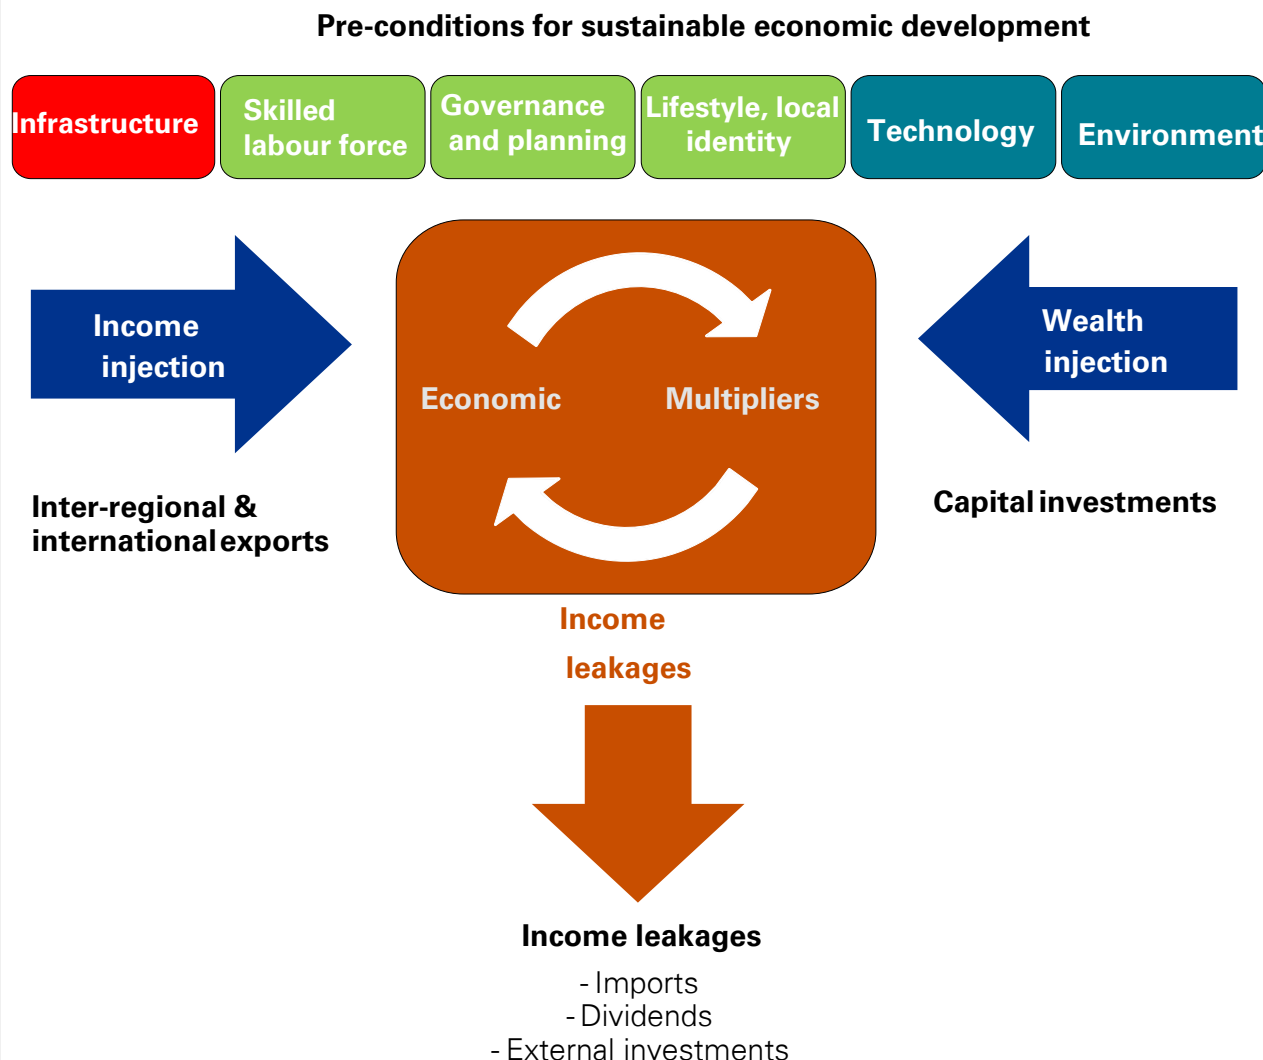 Pre-conditions for sustainable economic development
Infrastructure
Skilled
labour force
Governance
and planning
Lifestyle, local
identity
Technology
Environment
Income
injection
Wealth
injection
Economic
Multipliers
Inter-regional &
international exports
Capital investments
Income
leakages
Income leakages
- Imports
- Dividends
- External investments